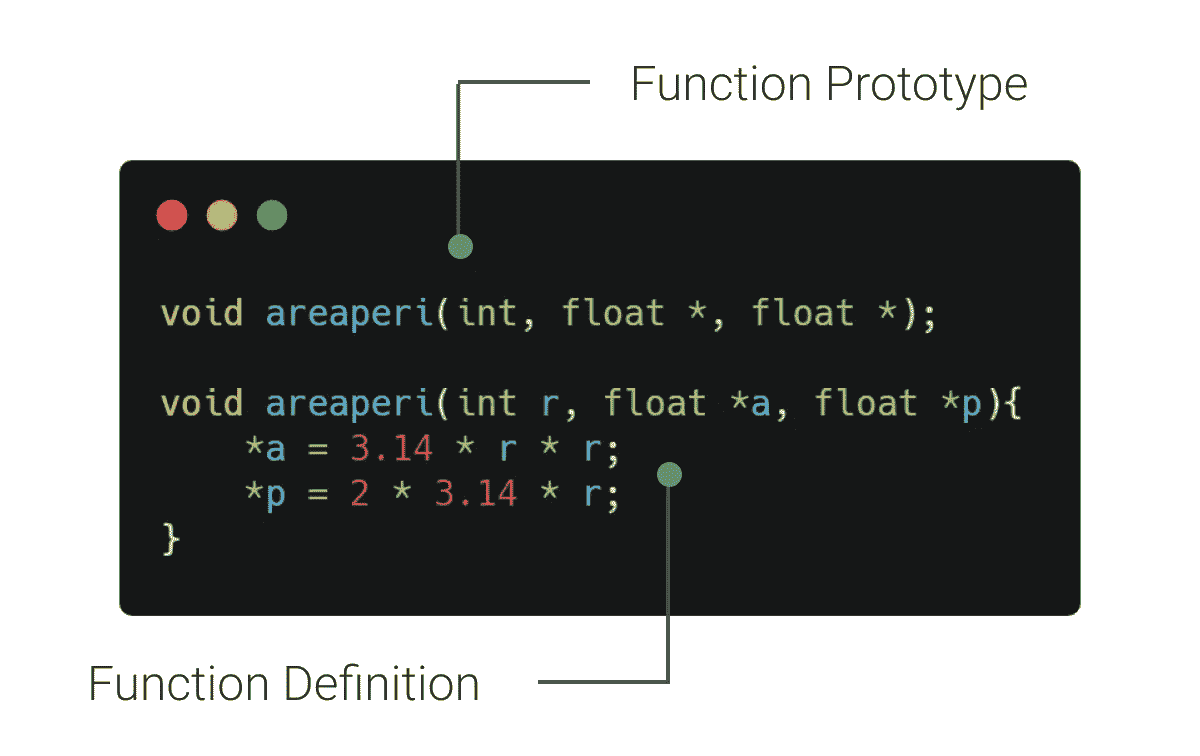 Function Prototype
void areaperi(int, float *, float *);
void areaperi(int r, float *a, float *p){
    *a = 3.14 * r * r;
    *p = 2 * 3.14 * r;
}
Function Definition